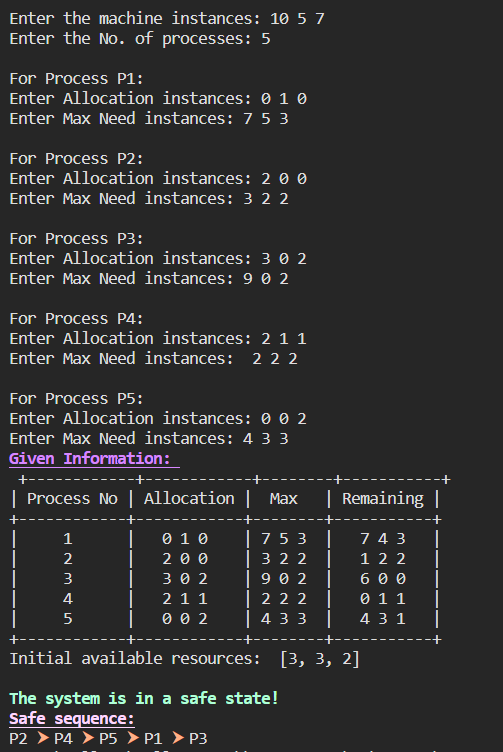 Enter the machine instances: 10 5 7
Enter the No. of processes: 5
For Process P1:
Enter Allocation instances: 0 1 0
Enter Max Need instances: 7 5 3
For Process P2:
Enter Allocation instances: 2 0 0
Enter Max Need instances: 3 2 2
For Process P3:
Enter Allocation instances: 3 0 2
Enter Max Need instances: 9 0 2
For Process P4:
Enter Allocation instances: 2 1 1
Enter Max Need instances:  2 2 2
For Process P5:
Enter Allocation instances: 0 0 2
Enter Max Need instances: 4 3 3
Given Information:
+------------+------------+--------+-----------+
| Process No | Allocation |  Max   | Remaining |
+------------+------------+--------+-----------+
|     1      |   0 1 0    | 7 5 3  |   7 4 3   |
|     2      |   2 0 0    | 3 2 2  |   1 2 2   |
|     3      |   3 0 2    | 9 0 2  |   6 0 0   |
|     4      |   2 1 1    | 2 2 2  |   0 1 1   |
|     5      |   0 0 2    | 4 3 3  |   4 3 1   |
+------------+------------+--------+-----------+
Initial available resources:  [3, 3, 2]
The system is in a safe state!
Safe sequence:
P2 ➤ P4 ➤ P5 ➤ P1 ➤ P3